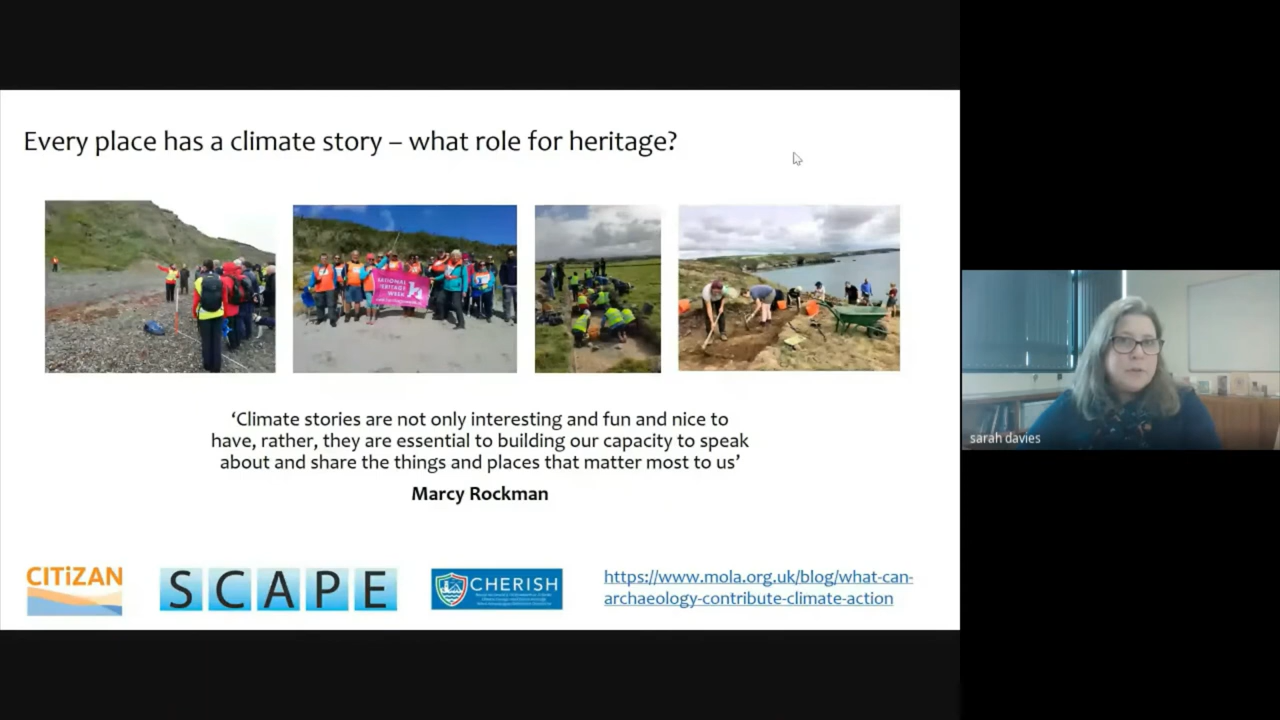 Every place has a climate story – what role for heritage?
NATIONAL
HERITAGE
WEEK
‘Climate stories are not only interesting and fun and nice to
have, rather, they are essential to building our capacity to speak
about and share the things and places that matter most to us’
Marcy Rockman
CITiZAN
SCAPE
CHERISH
https://www.mola.org.uk/blog/what-can-
archaeology-contribute-climate-action
sarah davies